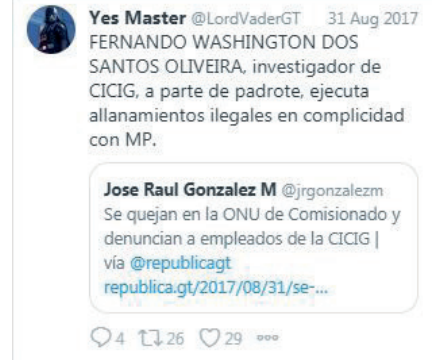 Yes Master @LordVaderGT 31 Aug 2017
FERNANDO WASHINGTON DOS
SANTOS OLIVEIRA, investigador de
CICIG, a parte de padrote, ejecuta
allanamientos ilegales en complicidad
con MP.
Jose Raul Gonzalez M @jrgonzalezm
Se quejan en la ONU de Comisionado y
denuncian a empleados de la CICIG |
vía @republicagt
republica.gt/2017/08/31/se-...
4 26 29